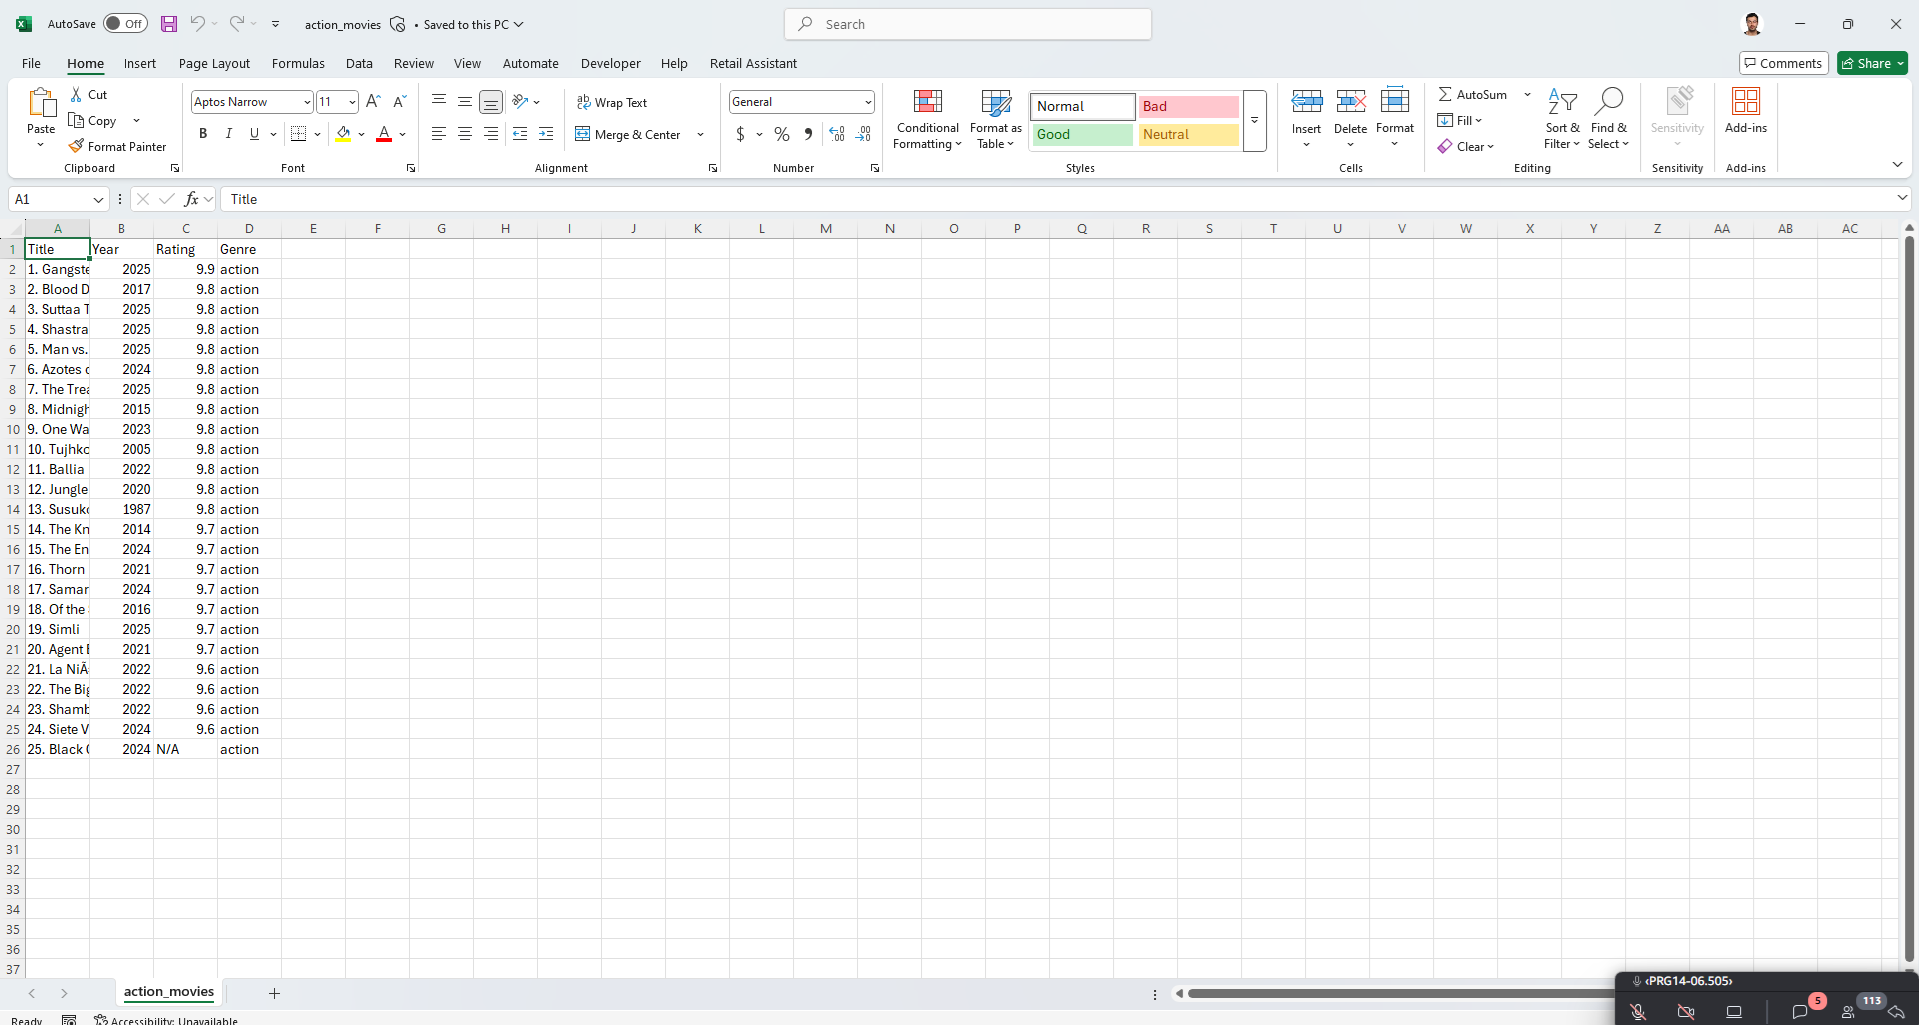 AutoSave Off action_movies • Saved to this PC Search
File Home Insert Page Layout Formulas Data Review View Automate Developer Help Retail Assistant Comments Share
Paste Cut Copy Format Painter Clipboard
Aptos Narrow 11 A A B I U A Font
ab Wrap Text Merge & Center Alignment
General $ % 9 .00 .00 Number
Conditional Formatting Format as Table Normal Bad Good Neutral Styles
Insert Delete Format Cells
AutoSum Fill Clear Sort & Filter Find & Select Editing
Sensitivity Sensitivity
Add-ins Add-ins
A1 fx Title
A B C D E F G H I J K L M N O P Q R S T U V W X Y Z AA AB AC
1 Title Year Rating Genre
2 1. Gangste 2025 9.9 action
3 2. Blood D 2017 9.8 action
4 3. Suttaa T 2025 9.8 action
5 4. Shastra 2025 9.8 action
6 5. Man vs. 2025 9.8 action
7 6. Azotes 2024 9.8 action
8 7. The Trea 2025 9.8 action
9 8. Midnigh 2015 9.8 action
10 9. One Wa 2023 9.8 action
11 10. Tujhko 2005 9.8 action
12 11. Ballia 2022 9.8 action
13 12. Jungle 2020 9.8 action
14 13. Susuko 1987 9.8 action
15 14. The Kn 2014 9.7 action
16 15. The En 2024 9.7 action
17 16. Thorn 2021 9.7 action
18 17. Samar 2024 9.7 action
19 18. Of the 2016 9.7 action
20 19. Simli 2025 9.7 action
21 20. Agent 2021 9.7 action
22 21. La NiÃ 2022 9.6 action
23 22. The Big 2022 9.6 action
24 23. Shamb 2022 9.6 action
25 24. Siete V 2024 9.6 action
26 25. Black 2024 N/A action
27
28
29
30
31
32
33
34
35
36
37
action_movies
‹PRG14-06.505›
5 113
Ready Accessibility: Unavailable